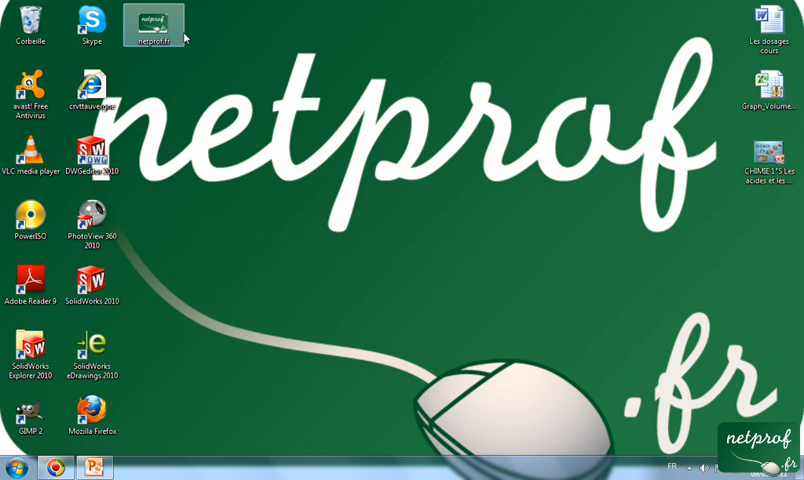 Corbeille
Skype
netprof.fr
Les dosages
cours
avast! Free
Antivirus
crvttauvergne
Graph_Volume...
netprof
.fr
VLC media player
DWGeditor 2010
CHIMIE 1°S Les
acides et les ...
PowerISO
PhotoView 360
2010
Adobe Reader 9
SolidWorks 2010
SolidWorks
Explorer 2010
SolidWorks
eDrawings 2010
GIMP 2
Mozilla Firefox
netprof
.fr
FR